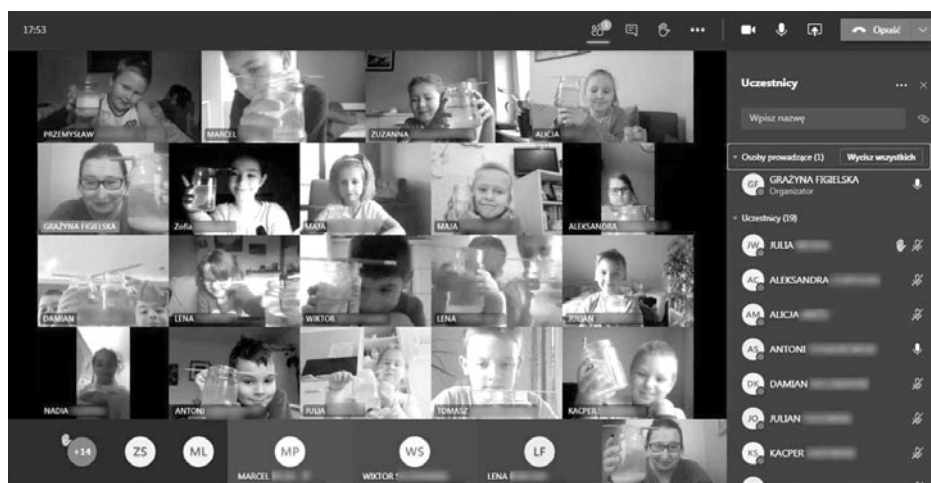 17:53
1
Opuść
PRZEMYSŁAW
MARCEL
ZUZANNA
ALICJA
GRAŻYNA FIGIELSKA
Zofia
MAJA
MAJA
ALEKSANDRA
DAMIAN
LENA
WIKTOR
LENA
JULIAN
NADIA
ANTONI
JULIA
TOMASZ
KACPER
+14
ZS
ML
MP
MARCEL
WS
WIKTOR
LF
LENA
Uczestnicy
Wpisz nazwę
Osoby prowadzące (1) Wycisz wszystkich
GF GRAŻYNA FIGIELSKA
Organizator
Uczestnicy (19)
JW JULIA
AC ALEKSANDRA
AM ALICJA
AS ANTONI
DK DAMIAN
JO JULIAN
KS KACPER